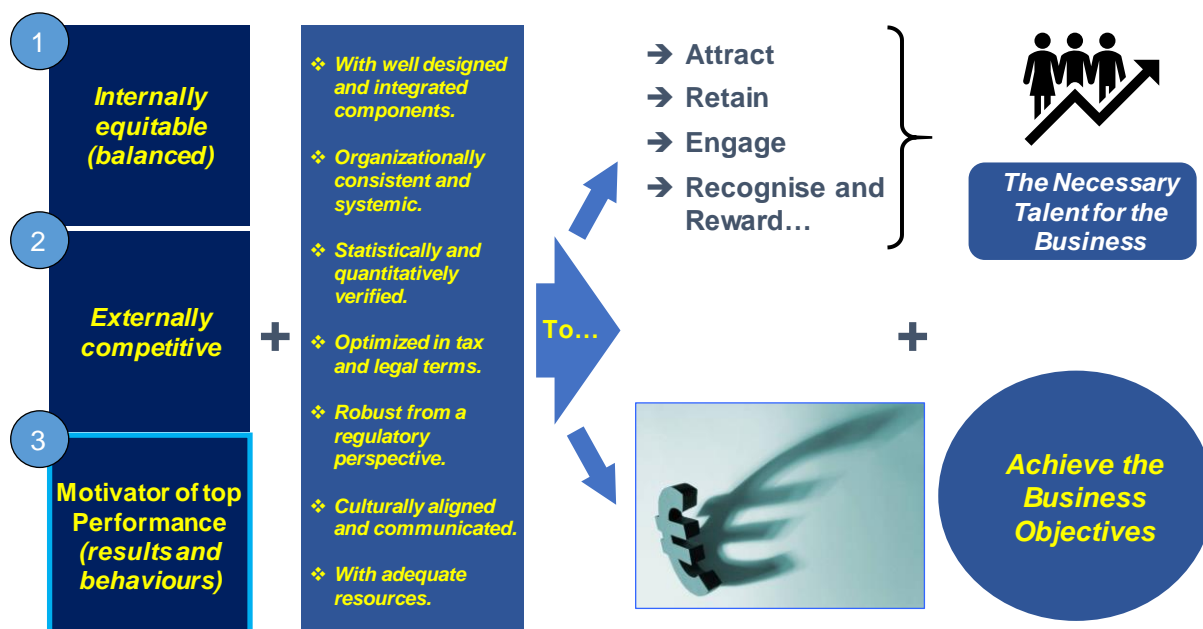 1
Internally
equitable
(balanced)
2
Externally
competitive
3
Motivator of top
Performance
(results and
behaviours)
+
❖ With well designed
and integrated
components.
❖ Organizationally
consistent and
systemic.
❖ Statistically and
quantitatively
verified.
❖ Optimized in tax
and legal terms.
❖ Robust from a
regulatory
perspective.
❖ Culturally aligned
and communicated.
❖ With adequate
resources.
To…
➔ Attract
➔ Retain
➔ Engage
➔ Recognise and
Reward…
The Necessary
Talent for the
Business
+
€
Achieve the
Business
Objectives